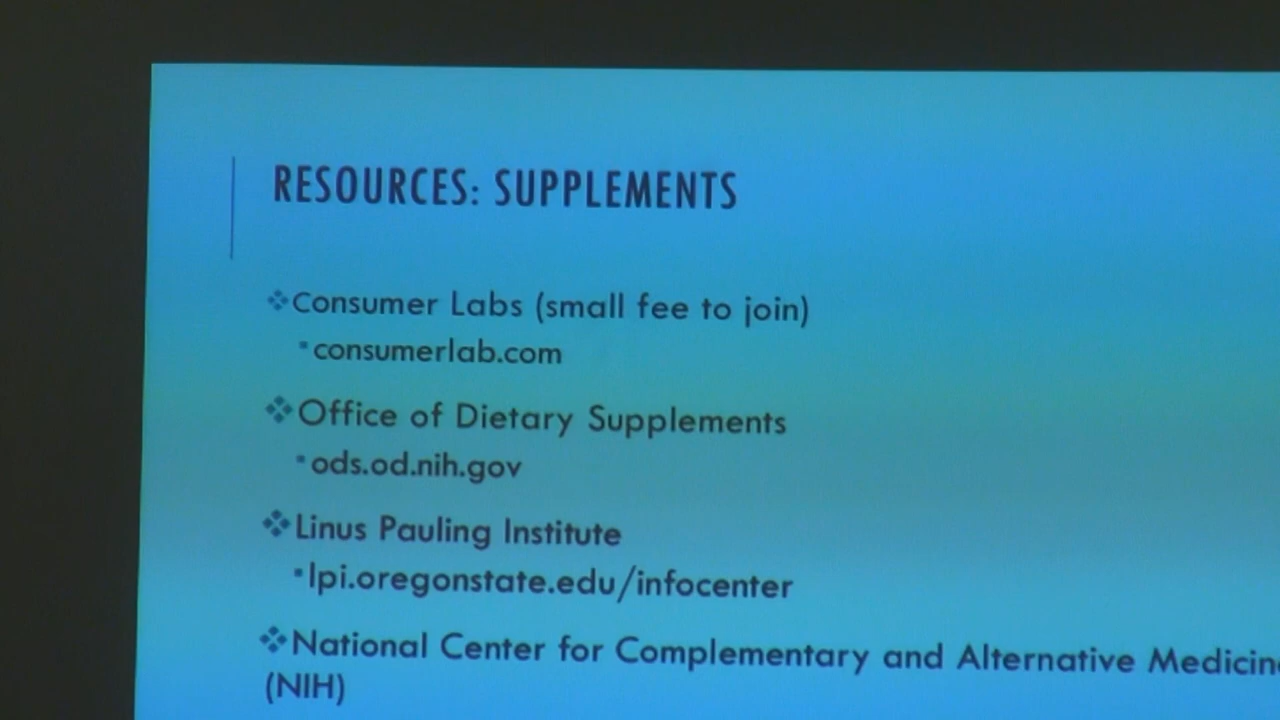 RESOURCES: SUPPLEMENTS
Consumer Labs (small fee to join)
consumerlab.com
Office of Dietary Supplements
ods.od.nih.gov
Linus Pauling Institute
lpi.oregonstate.edu/infocenter
National Center for Complementary and Alternative Medicine
(NIH)